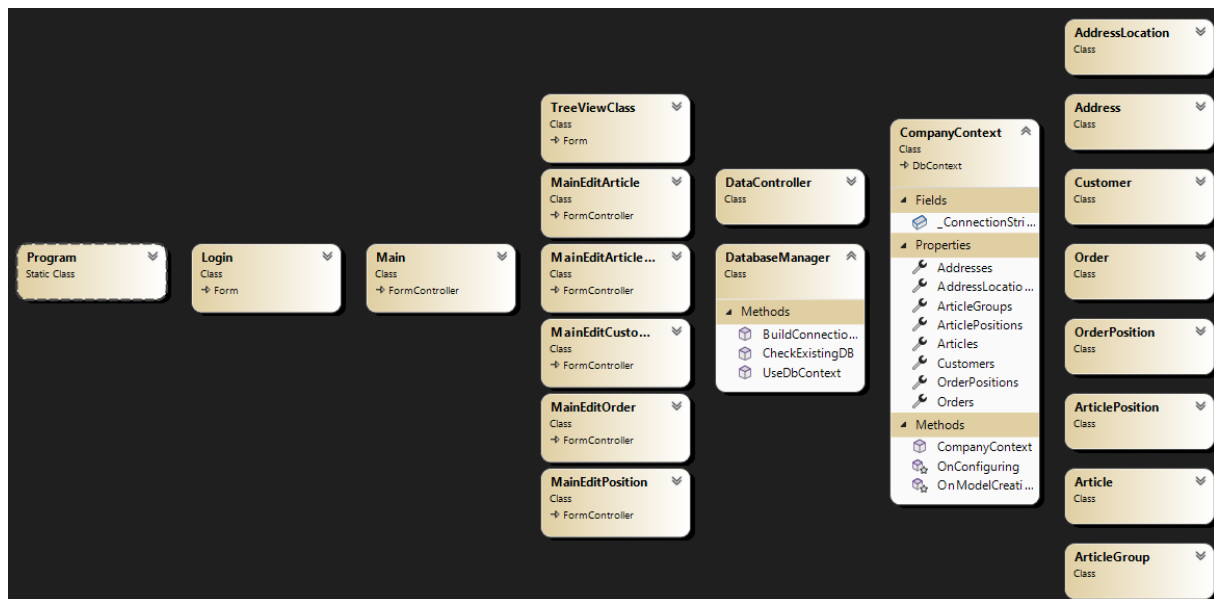 Program
Static Class
Login
Class
Form
Main
Class
FormController
TreeViewClass
Class
Form
MainEditArticle
Class
FormController
MainEditArticle...
Class
FormController
MainEditCusto...
Class
FormController
MainEditOrder
Class
FormController
MainEditPosition
Class
FormController
DataController
Class
DatabaseManager
Class
Methods
BuildConnectio...
CheckExistingDB
UseDbContext
CompanyContext
Class
DbContext
Fields
_ConnectionStri...
Properties
Addresses
AddressLocatio...
ArticleGroups
ArticlePositions
Articles
Customers
OrderPositions
Orders
Methods
CompanyContext
OnConfiguring
OnModelCreati...
AddressLocation
Class
Address
Class
Customer
Class
Order
Class
OrderPosition
Class
ArticlePosition
Class
Article
Class
ArticleGroup
Class